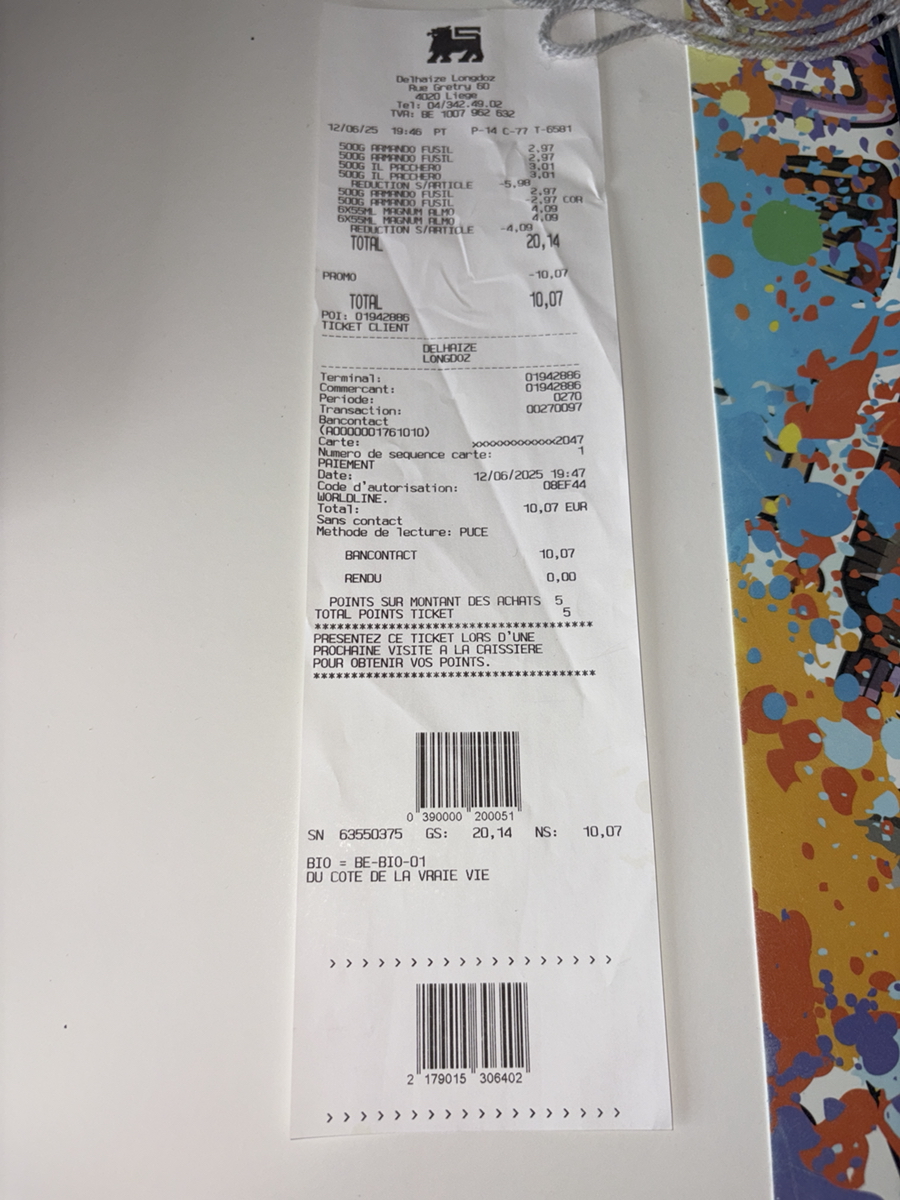 Delhaize Longdoz
Rue Gretry 60
4020 Liege
Tel: 04/342.49.02
TVA: BE 1007 962 632
12/06/25 19:46 PT P-14 C-77 T-6581
500G ARMANDO FUSIL 2,97
500G ARMANDO FUSIL 2,97
500G IL PACCHERO 3,01
500G IL PACCHERO 3,01
REDUCTION S/ARTICLE -5,98
500G ARMANDO FUSIL 2,97
500G ARMANDO FUSIL -2,97 COR
6X55ML MAGNUM ALMO 4,09
6X55ML MAGNUM ALMO 4,09
REDUCTION S/ARTICLE -4,09
TOTAL 20,14
PROMO -10,07
TOTAL 10,07
POI: 01942886
TICKET CLIENT
DELHAIZE
LONGDOZ
Terminal: 01942886
Commercant: 01942886
Periode: 0270
Transaction: 00270097
Bancontact
(A0000001761010)
Carte: xxxxxxxxxxxxx2047
Numero de sequence carte: 1
PAIEMENT
Date: 12/06/2025 19:47
Code d'autorisation: 08EF44
WORLDLINE.
Total: 10,07 EUR
Sans contact
Methode de lecture: PUCE
BANCONTACT 10,07
RENDU 0,00
POINTS SUR MONTANT DES ACHATS 5
TOTAL POINTS TICKET 5
***********************************
PRESENTEZ CE TICKET LORS D'UNE
PROCHAINE VISITE A LA CAISSIERE
POUR OBTENIR VOS POINTS.
***********************************
0 390000 200051
SN 63550375 GS: 20,14 NS: 10,07
BIO = BE-BIO-01
DU COTE DE LA VRAIE VIE
> > > > > > > > > > > > > > > > > >
2 179015 306402
> > > > > > > > > > > > > > > > > > >